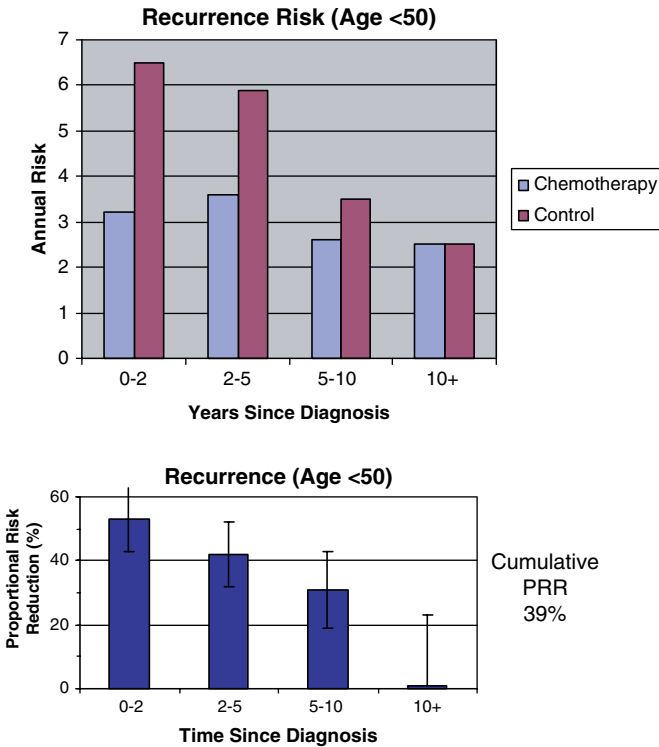 Recurrence Risk (Age <50)
7
6
5
4
3
2
1
0
Annual Risk
0-2 2-5 5-10 10+
Years Since Diagnosis
Chemotherapy
Control
Recurrence (Age <50)
60
40
20
0
Proportional Risk
Reduction (%)
0-2 2-5 5-10 10+
Time Since Diagnosis
Cumulative
PRR
39%